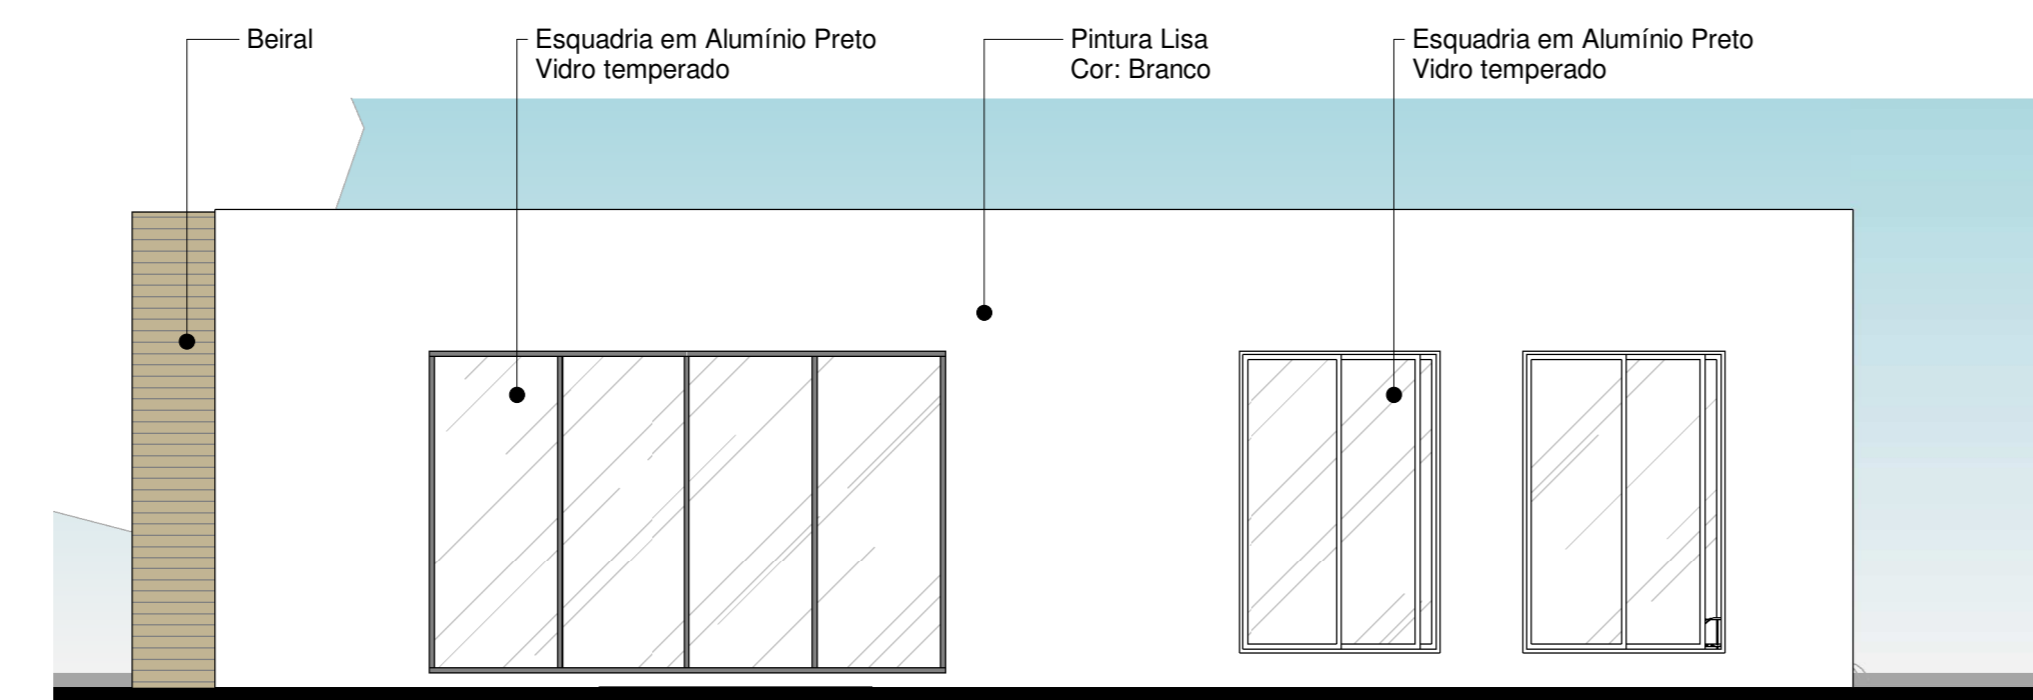 Beiral
Esquadria em Alumínio Preto
Vidro temperado
Pintura Lisa
Cor: Branco
Esquadria em Alumínio Preto
Vidro temperado